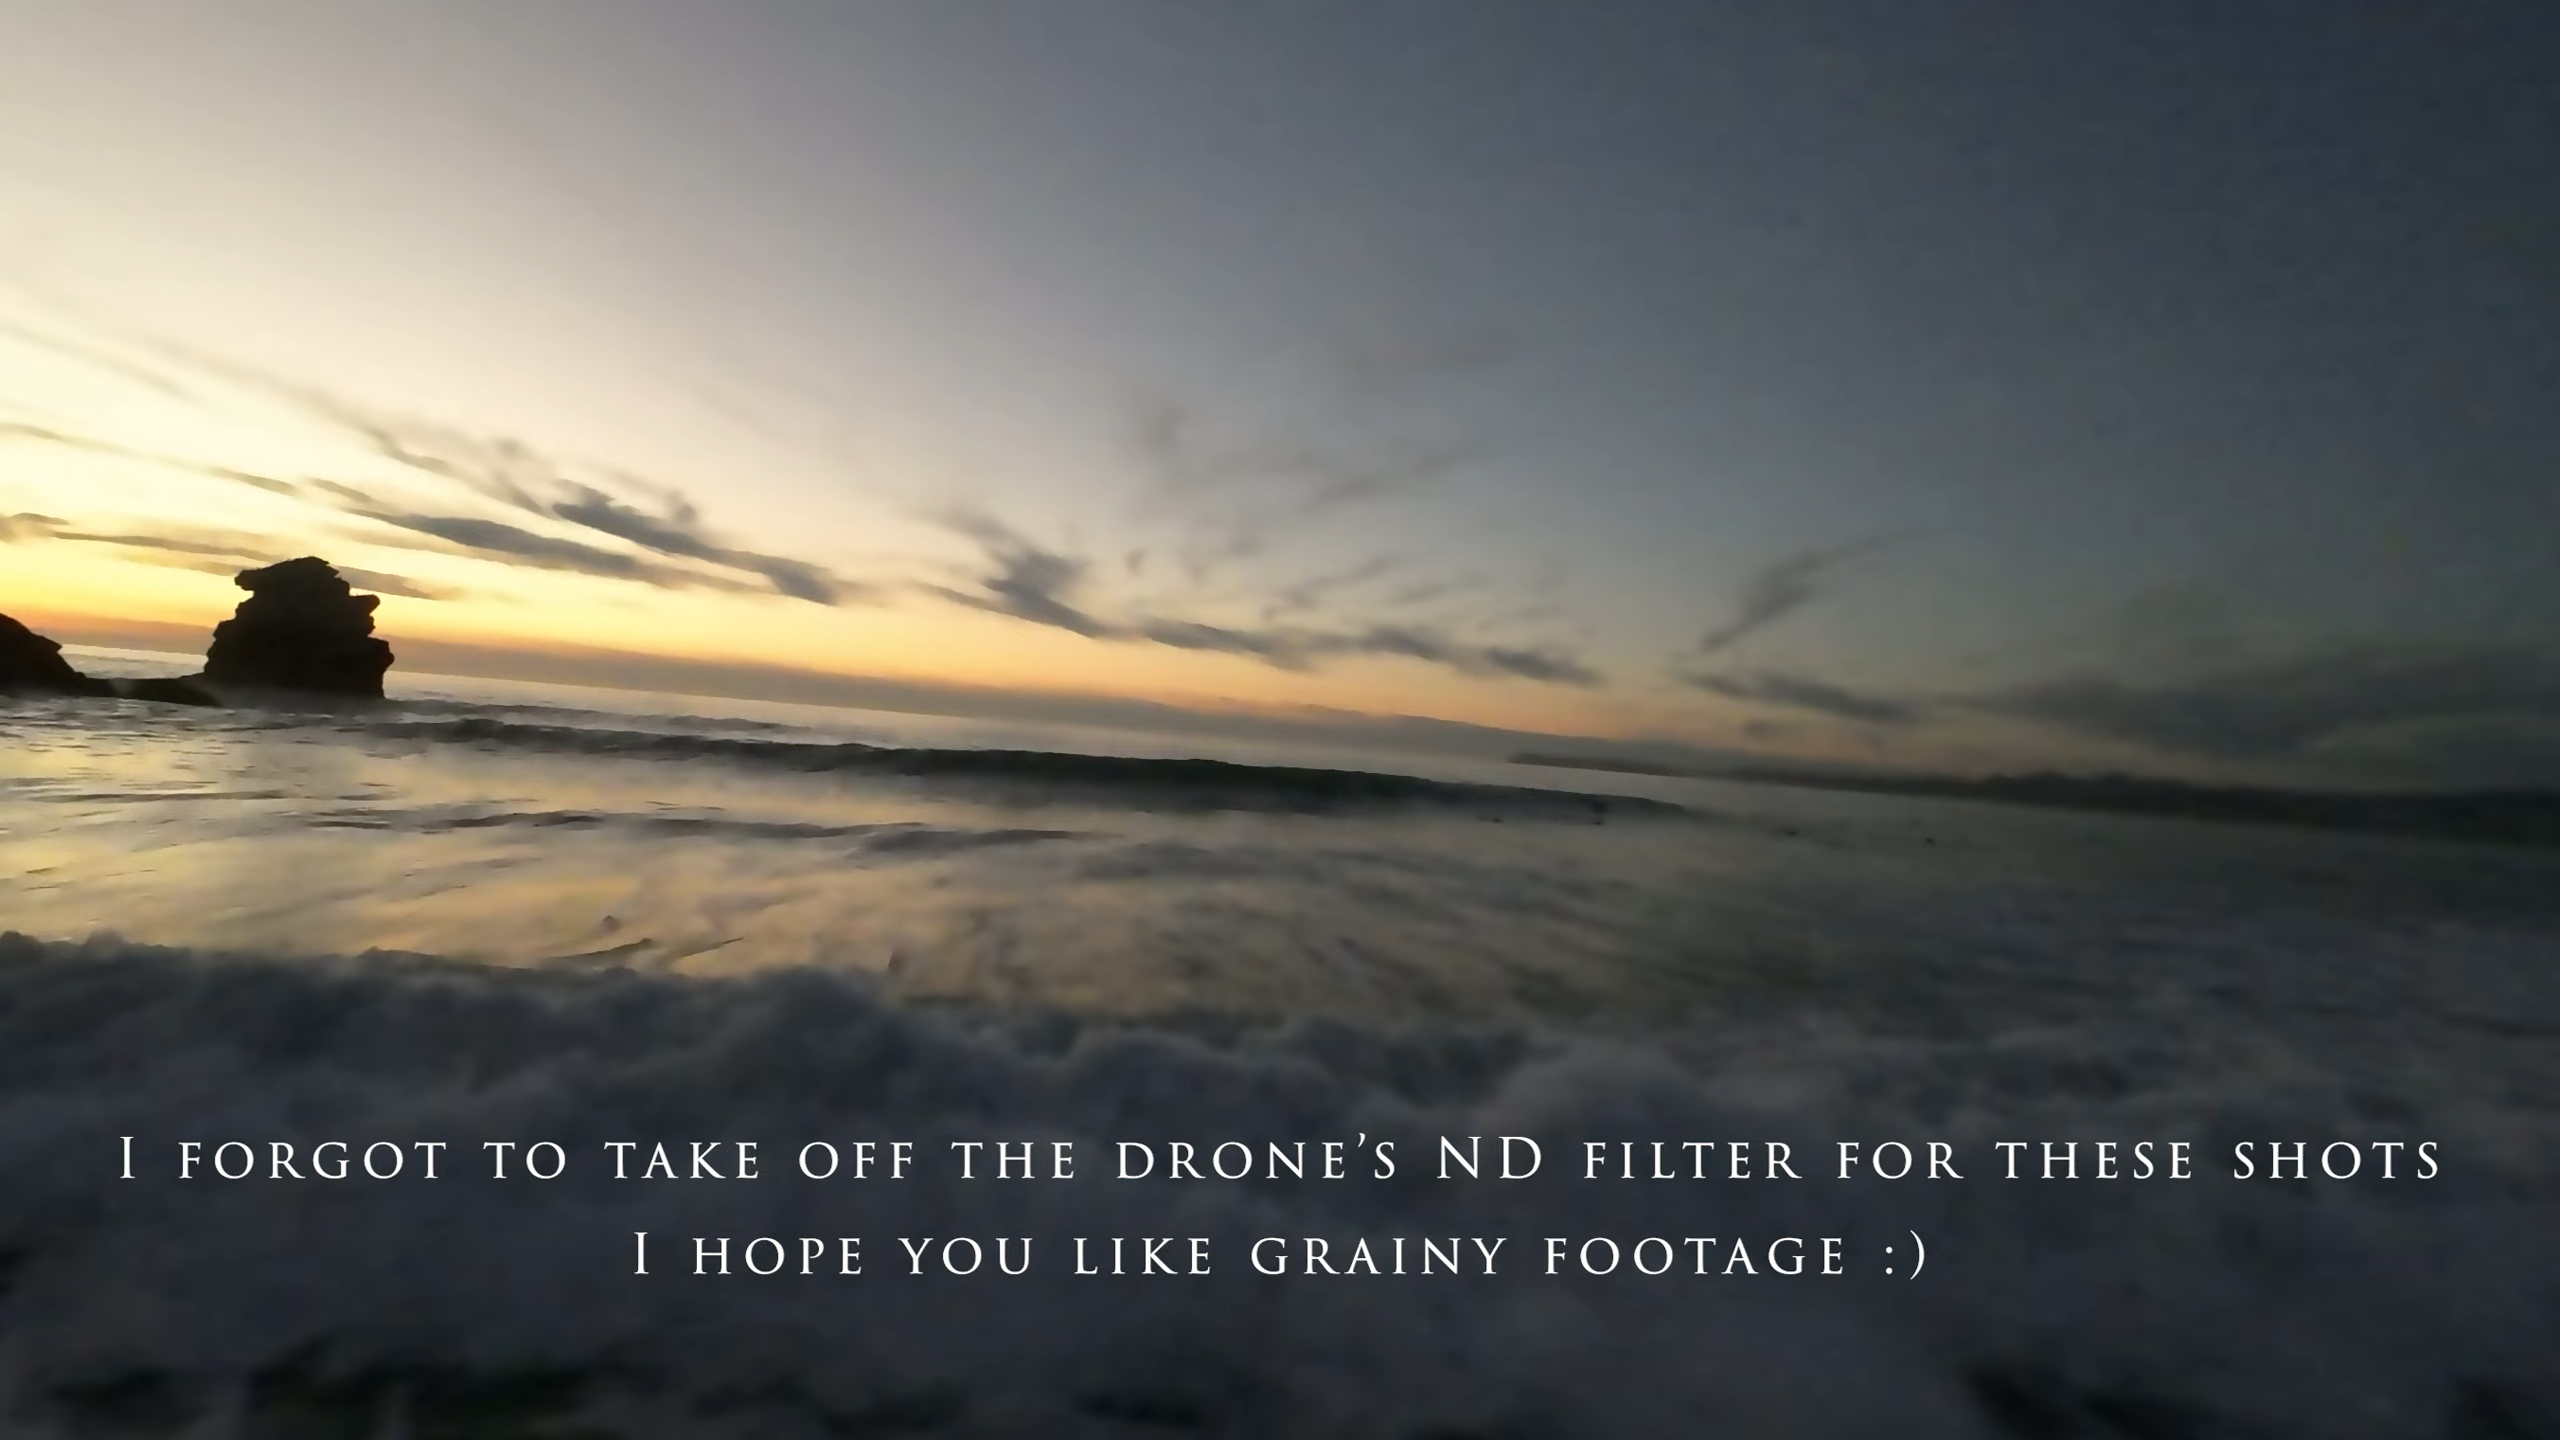 I forgot to take off the drone’s ND filter for these shots
I hope you like grainy footage :)